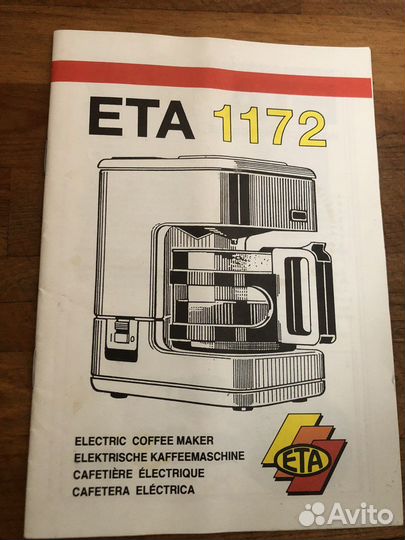 ETA 1172
ELECTRIC COFFEE MAKER
ELEKTRISCHE KAFFEEMASCHINE
CAFETIÈRE ÉLECTRIQUE
CAFETERA ELÉCTRICA
ETA
Avito